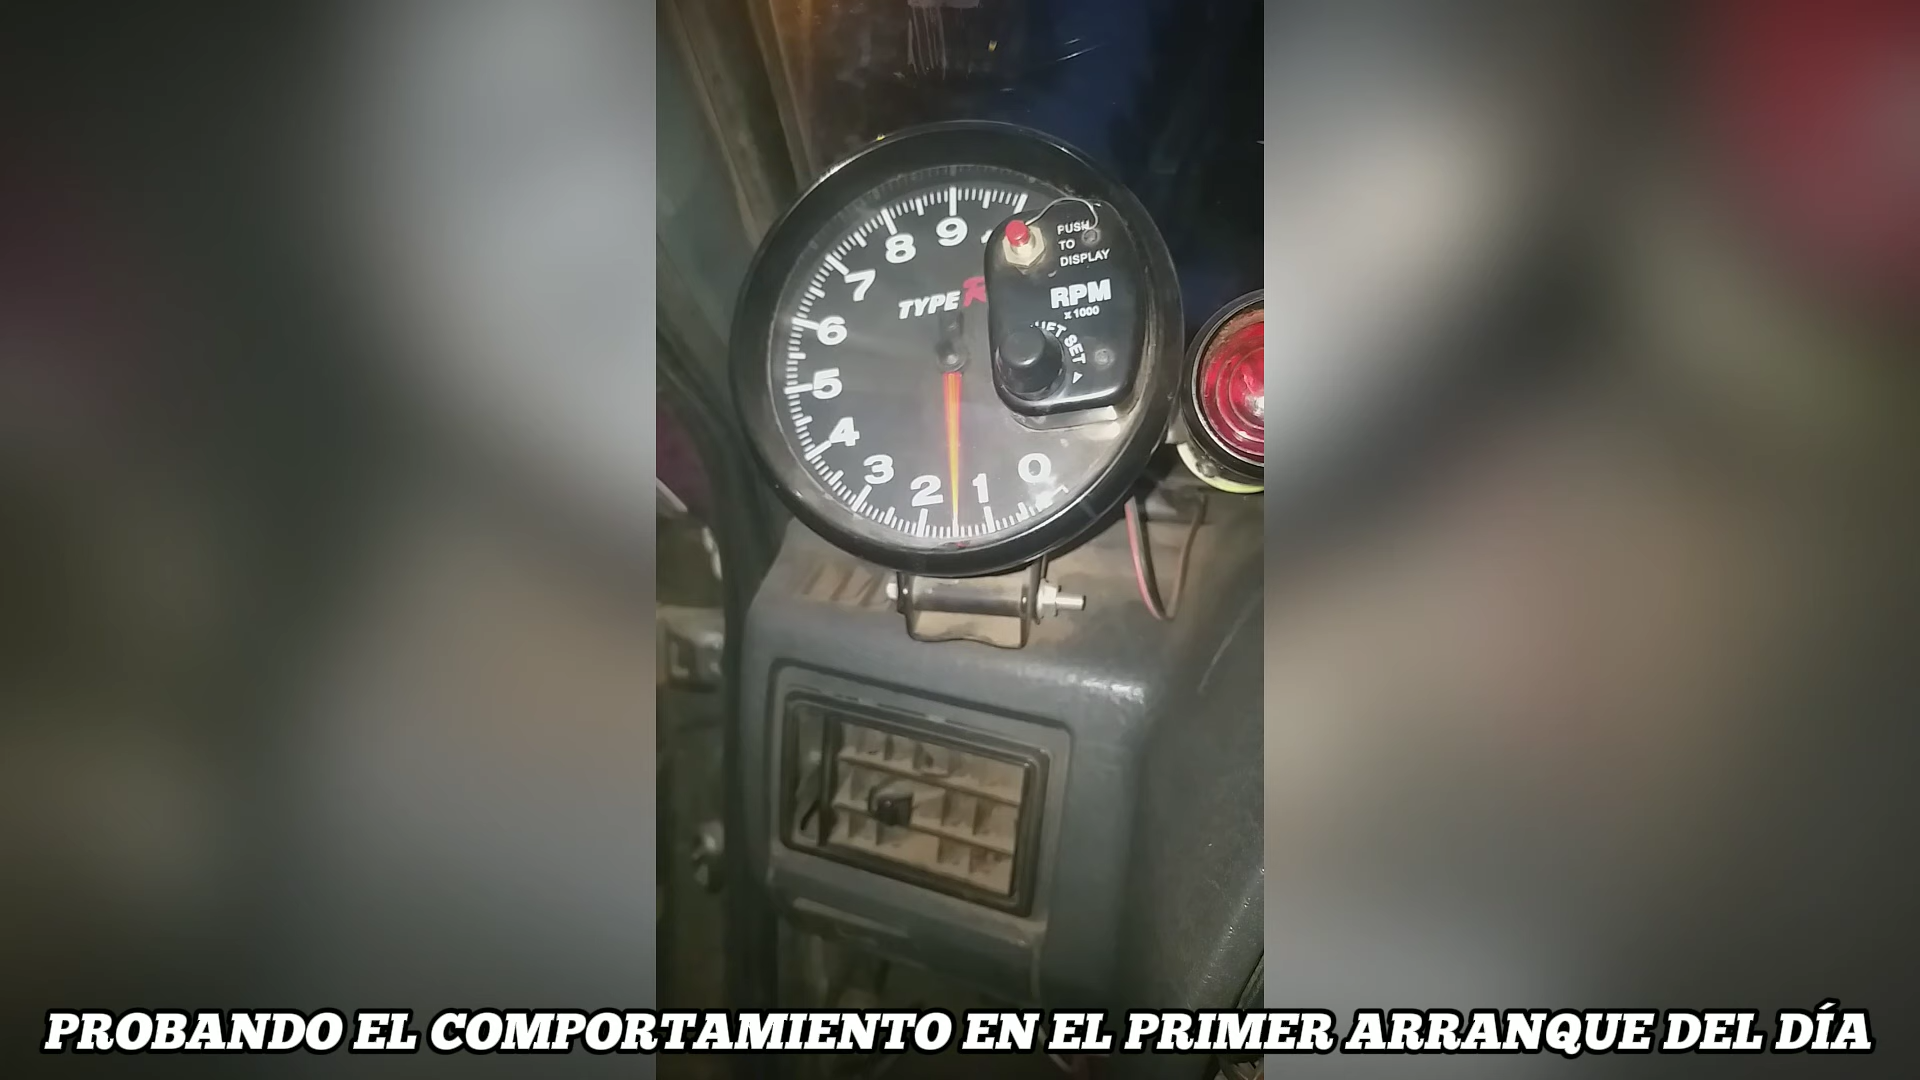 9
8
7
6
5
4
3
2
1
0
TYPE R
PUSH
TO
DISPLAY
RPM
x 1000
SET
PROBANDO EL COMPORTAMIENTO EN EL PRIMER ARRANQUE DEL DÍA